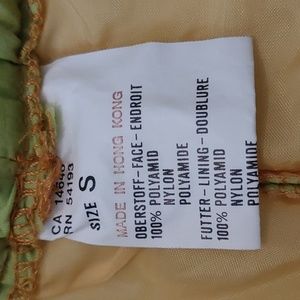 CA 14640
RN 54193
SIZE S
MADE IN HONG KONG
OBERSTOFF-FACE-ENDROIT
100% POLYAMID
NYLON
POLYAMIDE
FUTTER-LINING-DOUBLURE
100% POLYAMID
NYLON
POLYAMIDE